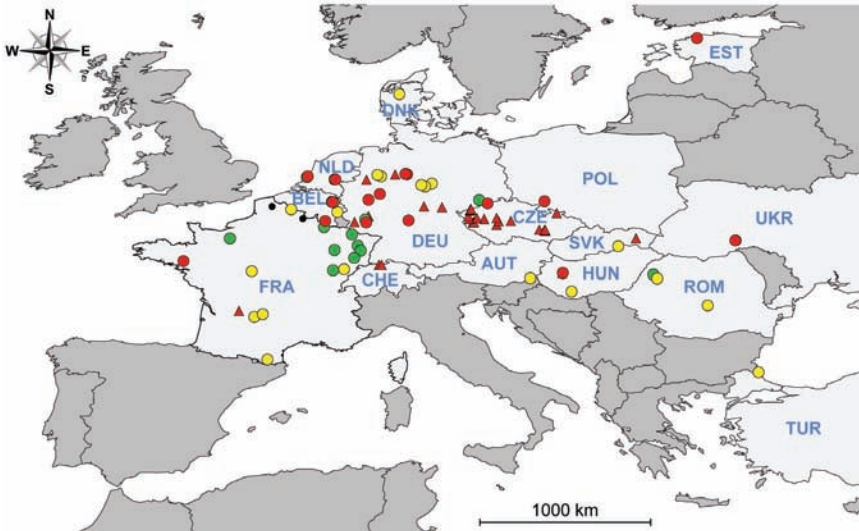 N
W E
S
EST
DNK
NLD
POL
BEL
CZE
UKR
DEU
SVK
AUT
HUN
FRA
CHE
ROM
TUR
1000 km